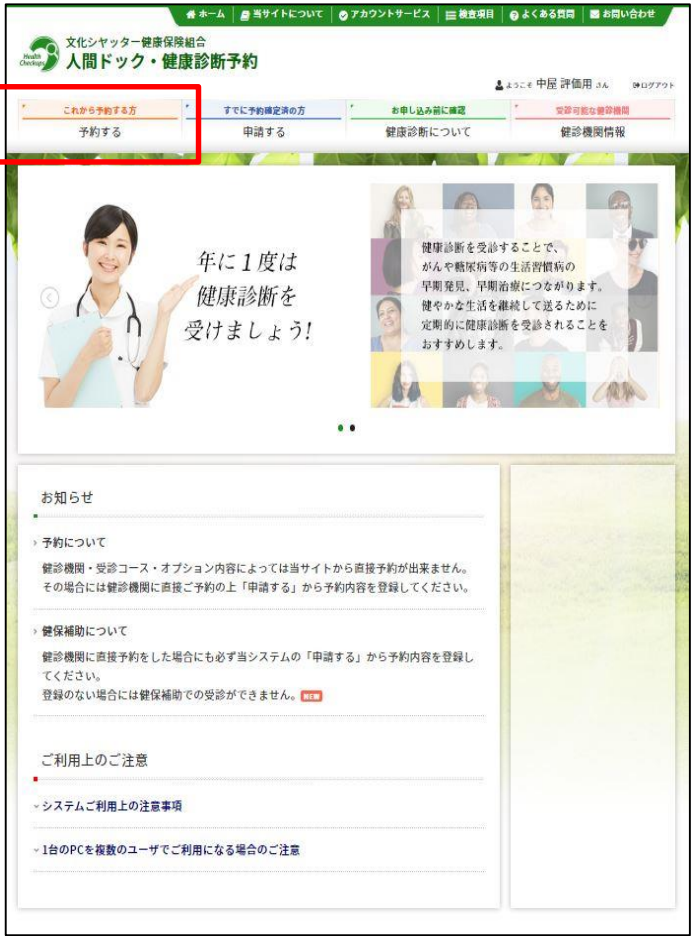 ホーム 当サイトについて アカウントサービス 検査項目 よくある質問 お問い合わせ
Health Checkups
文化シヤッター健康保険組合
人間ドック・健康診断予約
ようこそ 中屋 評価用 さん ログアウト
これから予約する方 すでに予約確定済の方 お申し込み前に確認 受診可能な健診機関
予約する 申請する 健康診断について 健診機関情報
年に1度は
健康診断を
受けましょう!
健康診断を受診することで、
がんや糖尿病等の生活習慣病の
早期発見、早期治療につながります。
健やかな生活を継続して送るために
定期的に健康診断を受診されることを
おすすめします。
お知らせ
予約について
健診機関・受診コース・オプション内容によっては当サイトから直接予約が出来ません。
その場合には健診機関に直接ご予約の上「申請する」から予約内容を登録してください。
健保補助について
健診機関に直接予約をした場合にも必ず当システムの「申請する」から予約内容を登録し
てください。
登録のない場合には健保補助での受診ができません。 NEW
ご利用上のご注意
システムご利用上の注意事項
1台のPCを複数のユーザでご利用になる場合のご注意